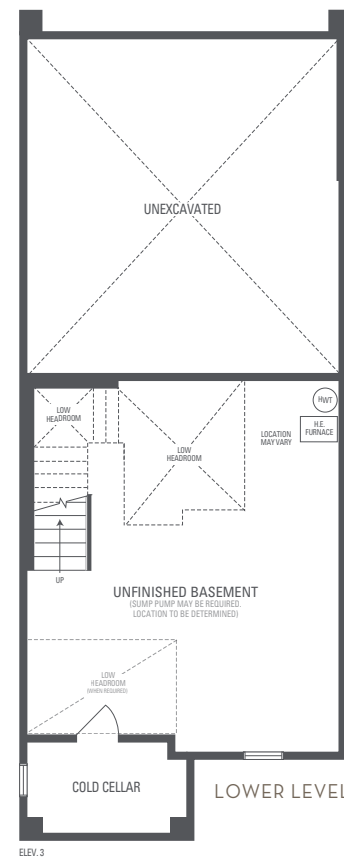 UNEXCAVATED
LOW
HEADROOM
LOW
HEADROOM
LOCATION
MAY VARY
HWT
H.E.
FURNACE
UP
UNFINISHED BASEMENT
(SUMP PUMP MAY BE REQUIRED.
LOCATION TO BE DETERMINED)
LOW
HEADROOM
(WHEN REQUIRED)
COLD CELLAR
LOWER LEVEL
ELEV. 3